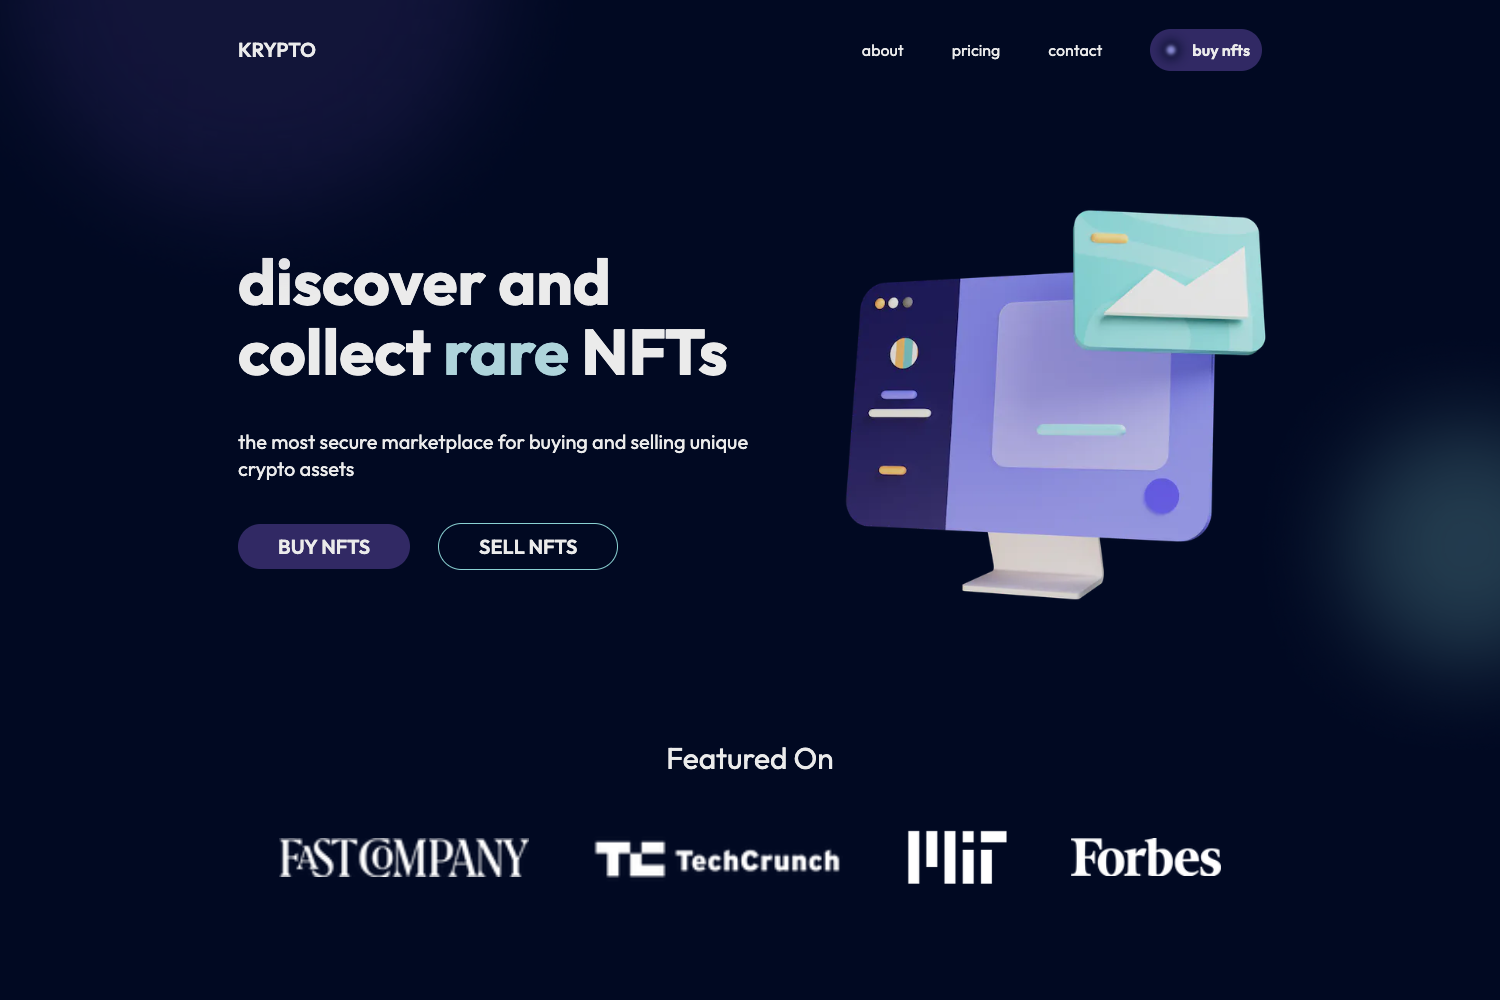 KRYPTO
about
pricing
contact
buy nfts
discover and
collect rare NFTs
the most secure marketplace for buying and selling unique
crypto assets
BUY NFTS
SELL NFTS
Featured On
FAST COMPANY
TC TechCrunch
MIT
Forbes